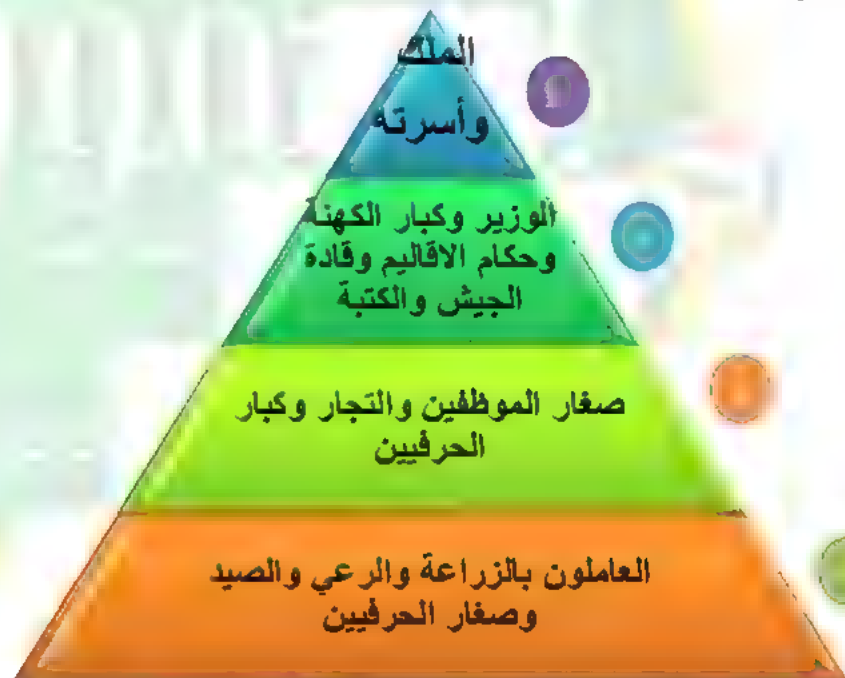 الملك
وأسرته
الوزير وكبار الكهنة
وحكام الاقاليم وقادة
الجيش والكتبة
صغار الموظفين والتجار وكبار
الحرفيين
العاملون بالزراعة والرعي والصيد
وصغار الحرفيين